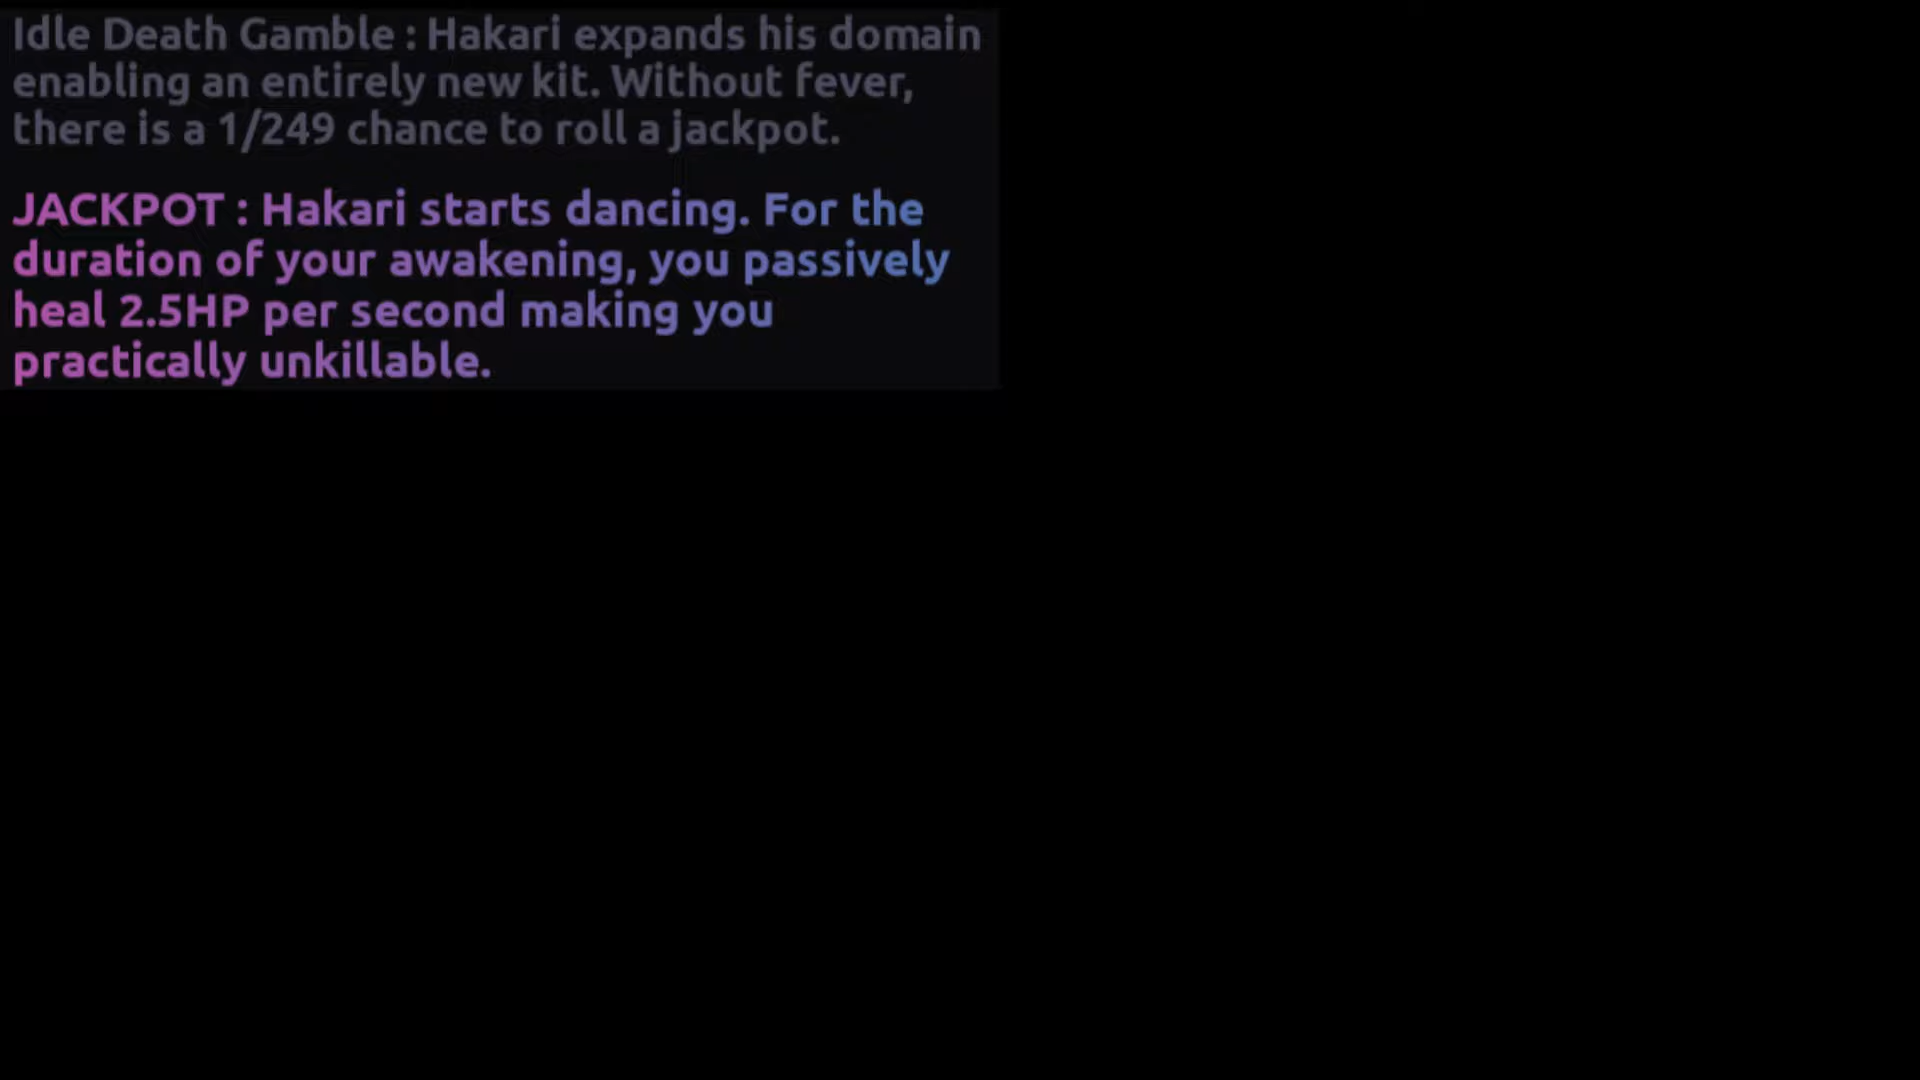 Idle Death Gamble : Hakari expands his domain
enabling an entirely new kit. Without fever,
there is a 1/249 chance to roll a jackpot.
JACKPOT : Hakari starts dancing. For the
duration of your awakening, you passively
heal 2.5HP per second making you
practically unkillable.